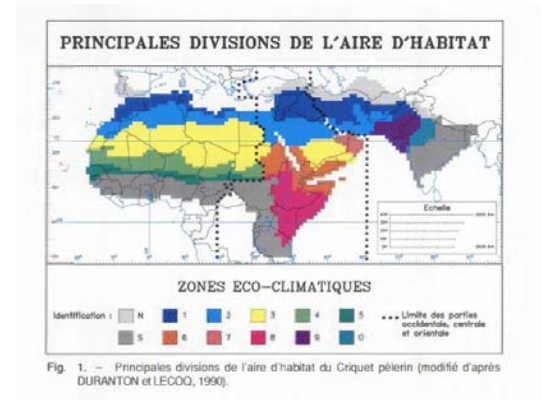 PRINCIPALES DIVISIONS DE L'AIRE D'HABITAT
Echelle
ZONES ECO-CLIMATIQUES
Identification : N 1 2 3 4 5
S 6 7 8 9 0
Limite des parties
occidentale, centrale
et orientale
Fig. 1. – Principales divisions de l'aire d'habitat du Criquet pèlerin (modifié d'après
DURANTON et LECOQ, 1990).